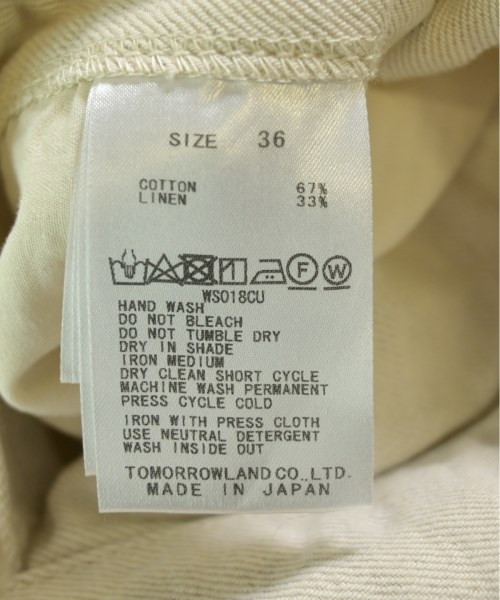 SIZE 36
COTTON 67%
LINEN 33%
F W
WS018CU
HAND WASH
DO NOT BLEACH
DO NOT TUMBLE DRY
DRY IN SHADE
IRON MEDIUM
DRY CLEAN SHORT CYCLE
MACHINE WASH PERMANENT
PRESS CYCLE COLD
IRON WITH PRESS CLOTH
USE NEUTRAL DETERGENT
WASH INSIDE OUT
TOMORROWLAND CO.,LTD.
MADE IN JAPAN